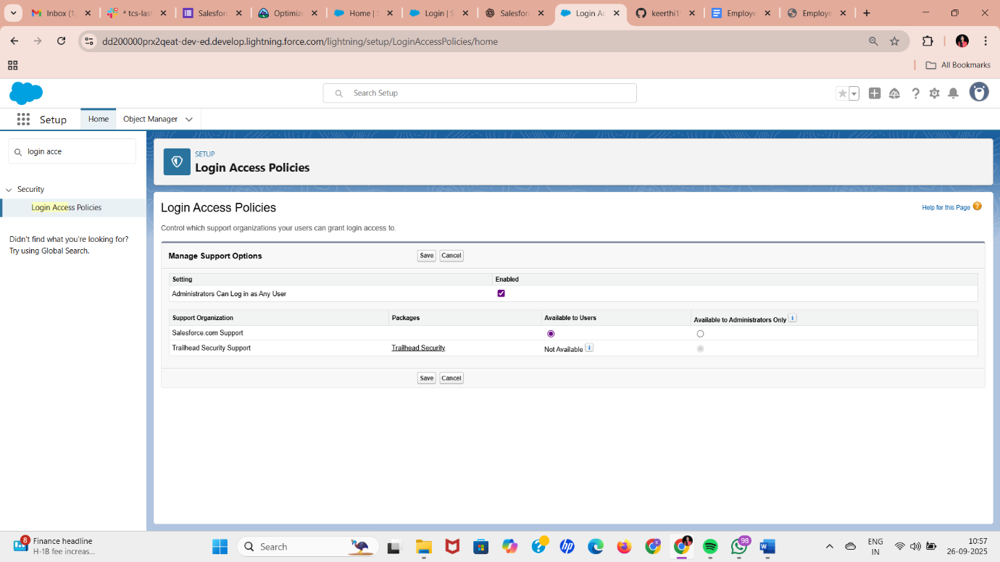 Inbox (1,
* tcs-last
Salesforc
Optimize
Home | S
Login | S
Salesforc
Login Ac
keerthi1
Employe
Employe
dd200000prx2qeat-dev-ed.develop.lightning.force.com/lightning/setup/LoginAccessPolicies/home
All Bookmarks
Search Setup
Setup
Home
Object Manager
login acce
Security
Login Access Policies
Didn't find what you're looking for?
Try using Global Search.
SETUP
Login Access Policies
Login Access Policies
Help for this Page ?
Control which support organizations your users can grant login access to.
Manage Support Options
Save
Cancel
Setting
Enabled
Administrators Can Log in as Any User
Support Organization
Packages
Available to Users
Available to Administrators Only i
Salesforce.com Support
Trailhead Security Support
Trailhead Security
Not Available i
Save
Cancel
8
Finance headline
H-1B fee increas...
Search
98
ENG
IN
10:57
26-09-2025